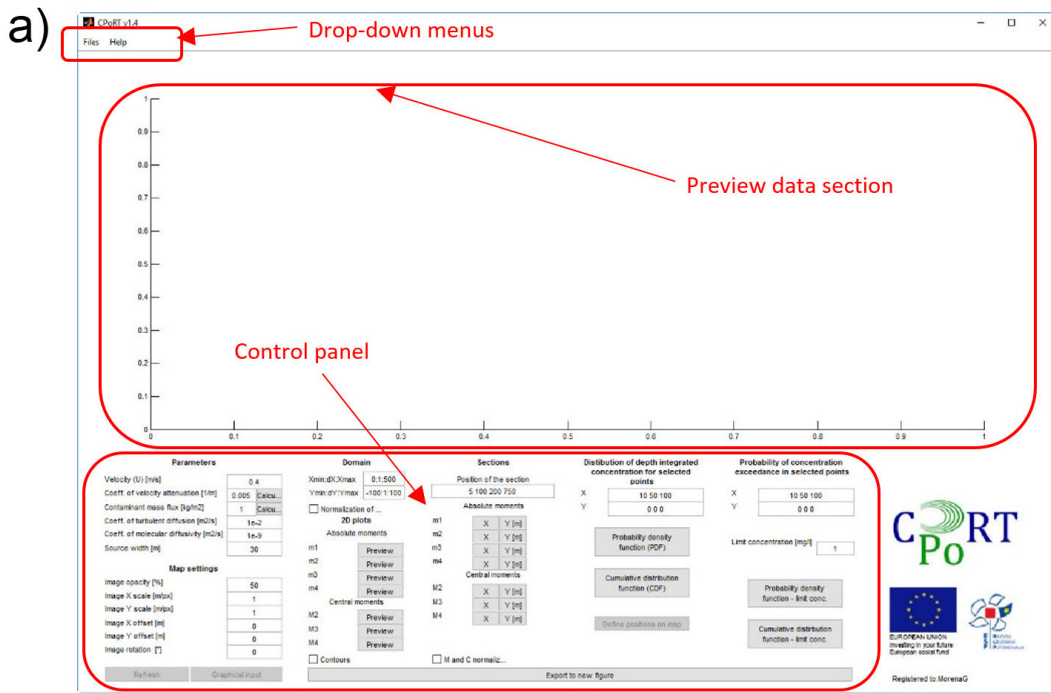 a)
CPoRT v1.4
Files Help
Drop-down menus
Preview data section
Control panel
1
0.9
0.8
0.7
0.6
0.5
0.4
0.3
0.2
0.1
0
0 0.1 0.2 0.3 0.4 0.5 0.6 0.7 0.8 0.9 1
Parameters
Velocity (U) [m/s] 0.4
Coeff. of velocity attenuation [1/m] 0.005 Calcu...
Contaminant mass flux [kg/m2] 1 Calcu...
Coeff. of turbulent diffusion [m2/s] 1e-2
Coeff. of molecular diffusivity [m2/s] 1e-9
Source width [m] 30
Map settings
Image opacity [%] 50
Image X scale [m/px] 1
Image Y scale [m/px] 1
Image X offset [m] 0
Image Y offset [m] 0
Image rotation [°] 0
Refresh Graphical input
Domain
Xmin:dX:Xmax 0:1:500
Ymin:dY:Ymax -100:1:100
Normalization of ...
2D plots
Absolute moments
m1 Preview
m2 Preview
m3 Preview
m4 Preview
Central moments
M2 Preview
M3 Preview
M4 Preview
Contours
Sections
Position of the section
5 100 200 750
Absolute moments
m1 X Y [m]
m2 X Y [m]
m3 X Y [m]
m4 X Y [m]
Central moments
M2 X Y [m]
M3 X Y [m]
M4 X Y [m]
M and C normaliz...
Distibution of depth integrated
concentration for selected
points
X 10 50 100
Y 0 0 0
Probabilty density
function (PDF)
Cumulative distribution
function (CDF)
Define positions on map
Probability of concentration
exceedance in selected points
X 10 50 100
Y 0 0 0
Limit concentration [mg/l] 1
Probability density
function - limit conc.
Cumulative distirbution
function - limit conc.
Export to new figure
CPoRT
Po
EUROPEAN UNION
Investing in your future
European social fund
RAZVOJ
LJUDSKIH
POTENCIJALA
Registered to:MorenaG